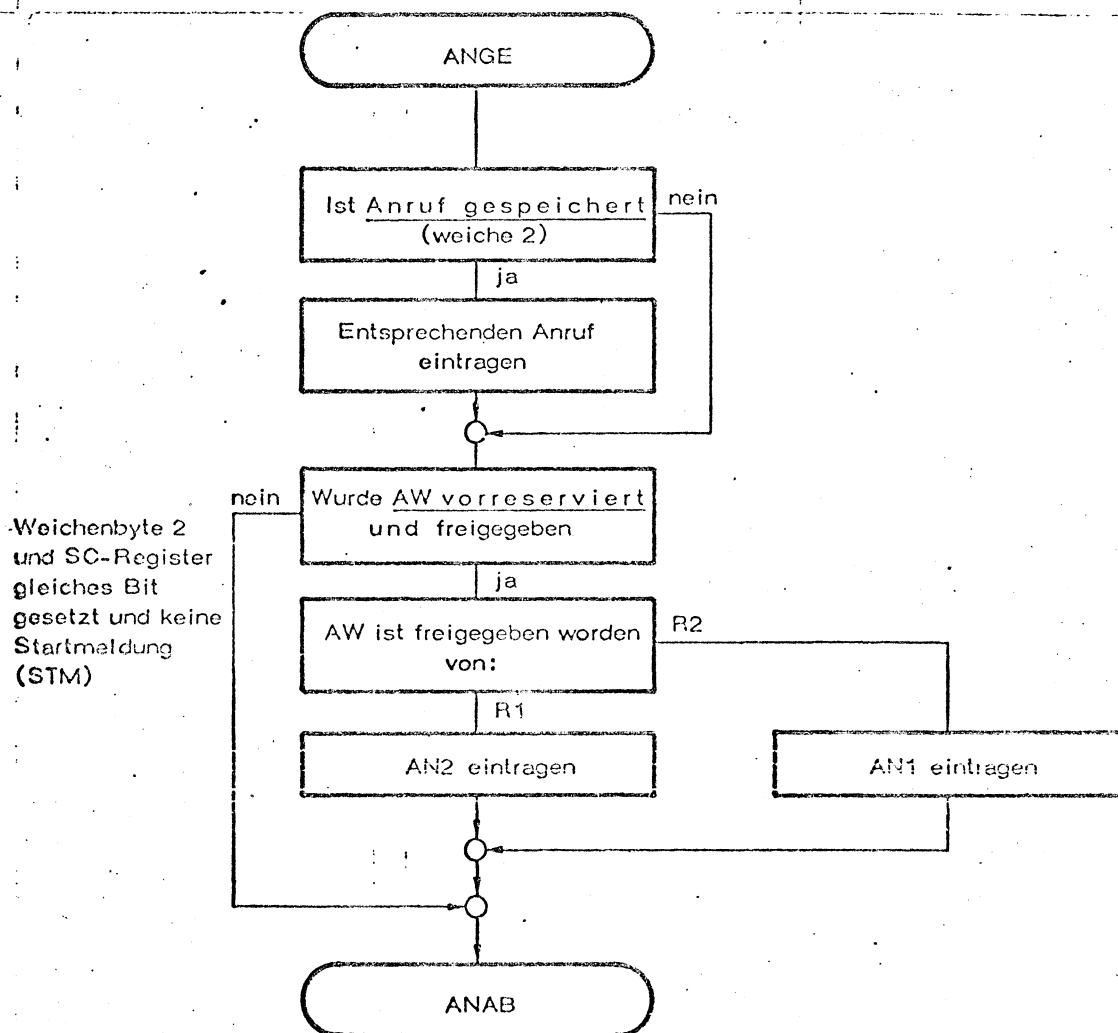 ANGE
Ist Anruf gespeichert
(weiche 2)
nein
ja
Entsprechenden Anruf
eintragen
nein
Wurde AW vorreserviert
und freigegeben
Weichenbyte 2
und SC-Register
gleiches Bit
gesetzt und keine
Startmeldung
(STM)
ja
AW ist freigegeben worden
von:
R2
R1
AN2 eintragen
AN1 eintragen
ANAB